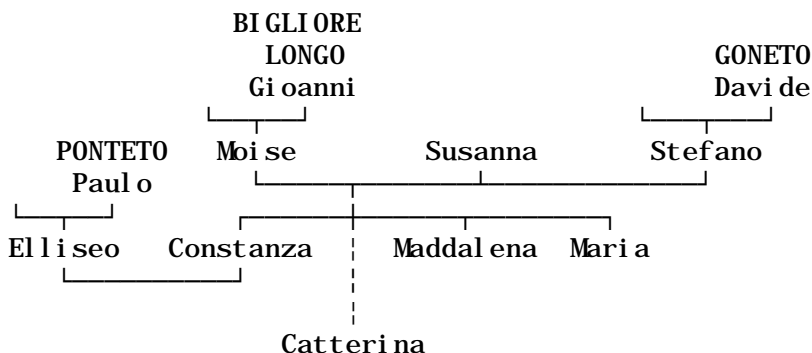 BIGLIORE
LONGO GONETO
Gioanni Davide
PONTETO Moise Susanna Stefano
Paulo
Elliseo Constanza Maddalena Maria
Catterina